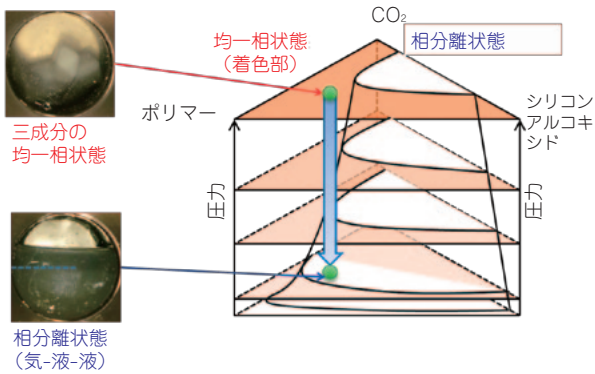 CO₂
均一相状態
（着色部）
相分離状態
ポリマー
シリコン
アルコキ
シド
三成分の
均一相状態
圧力
圧力
相分離状態
（気-液-液）